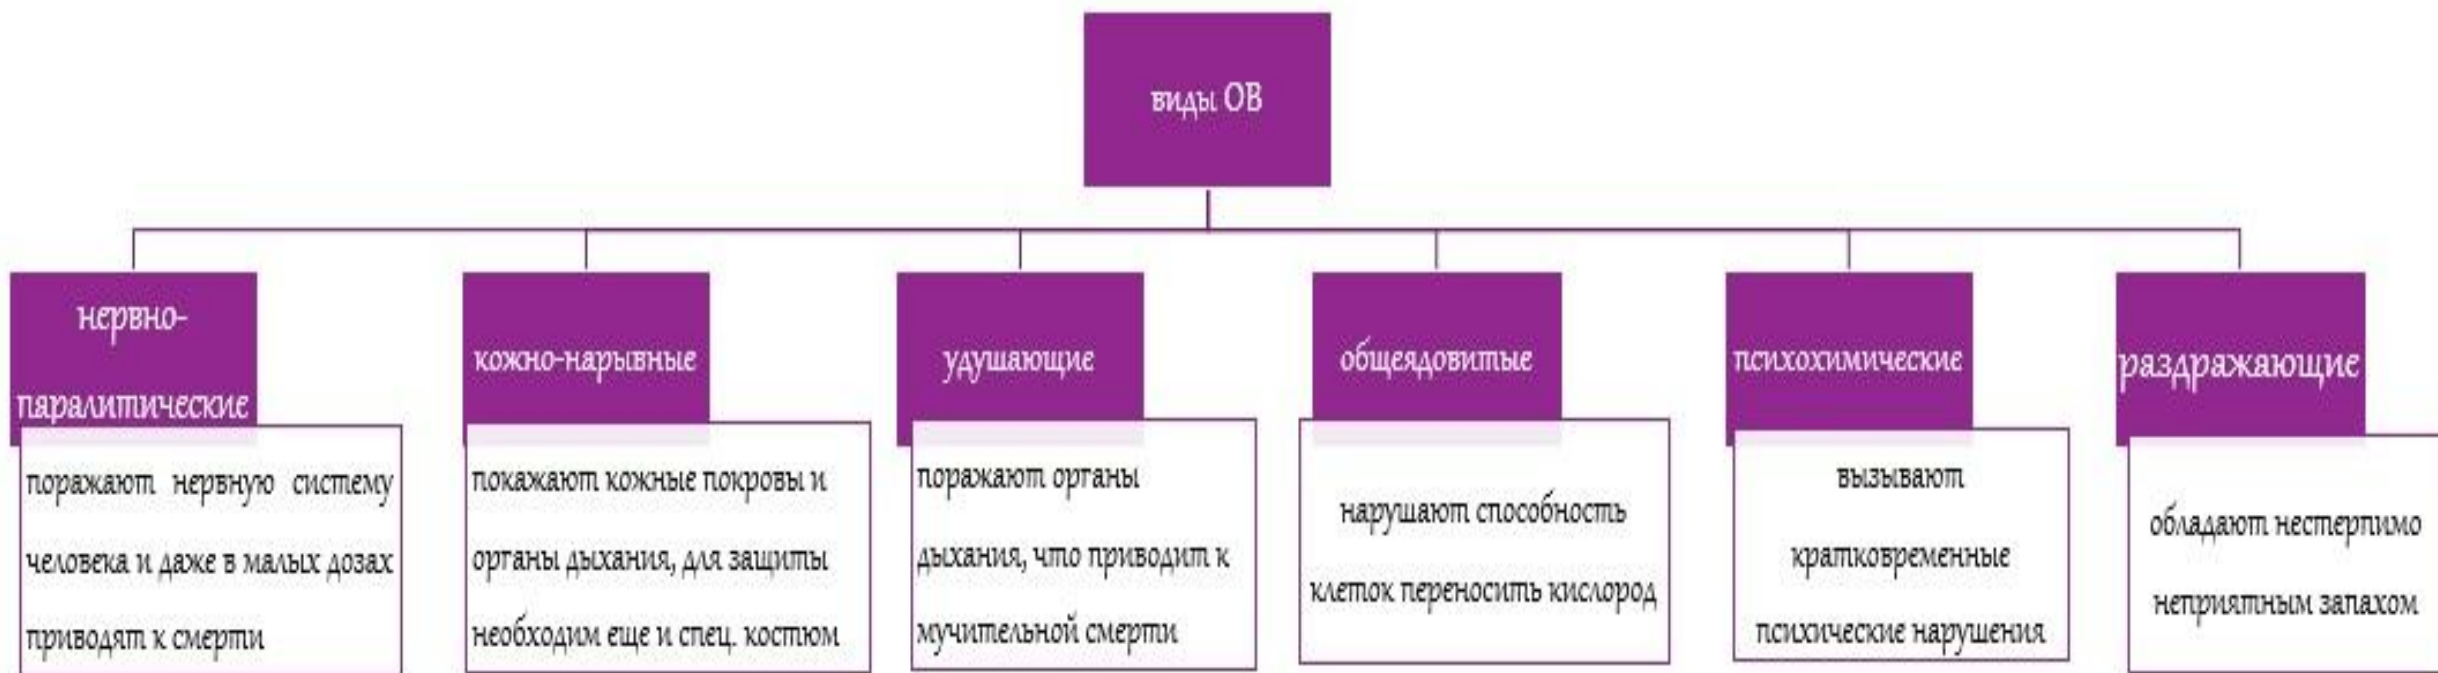 виды ОВ
нервно-
паралитические
поражают нервную систему
человека и даже в малых дозах
приводят к смерти
кожно-нарывные
покажают кожные покровы и
органы дыхания, для защиты
необходим еще и спец. костюм
удушающие
поражают органы
дыхания, что приводит к
мучительной смерти
общеядовитые
нарушают способность
клеток переносить кислород
психохимические
вызывают
кратковременные
психические нарушения
раздражающие
обладают нестерпимо
неприятным запахом